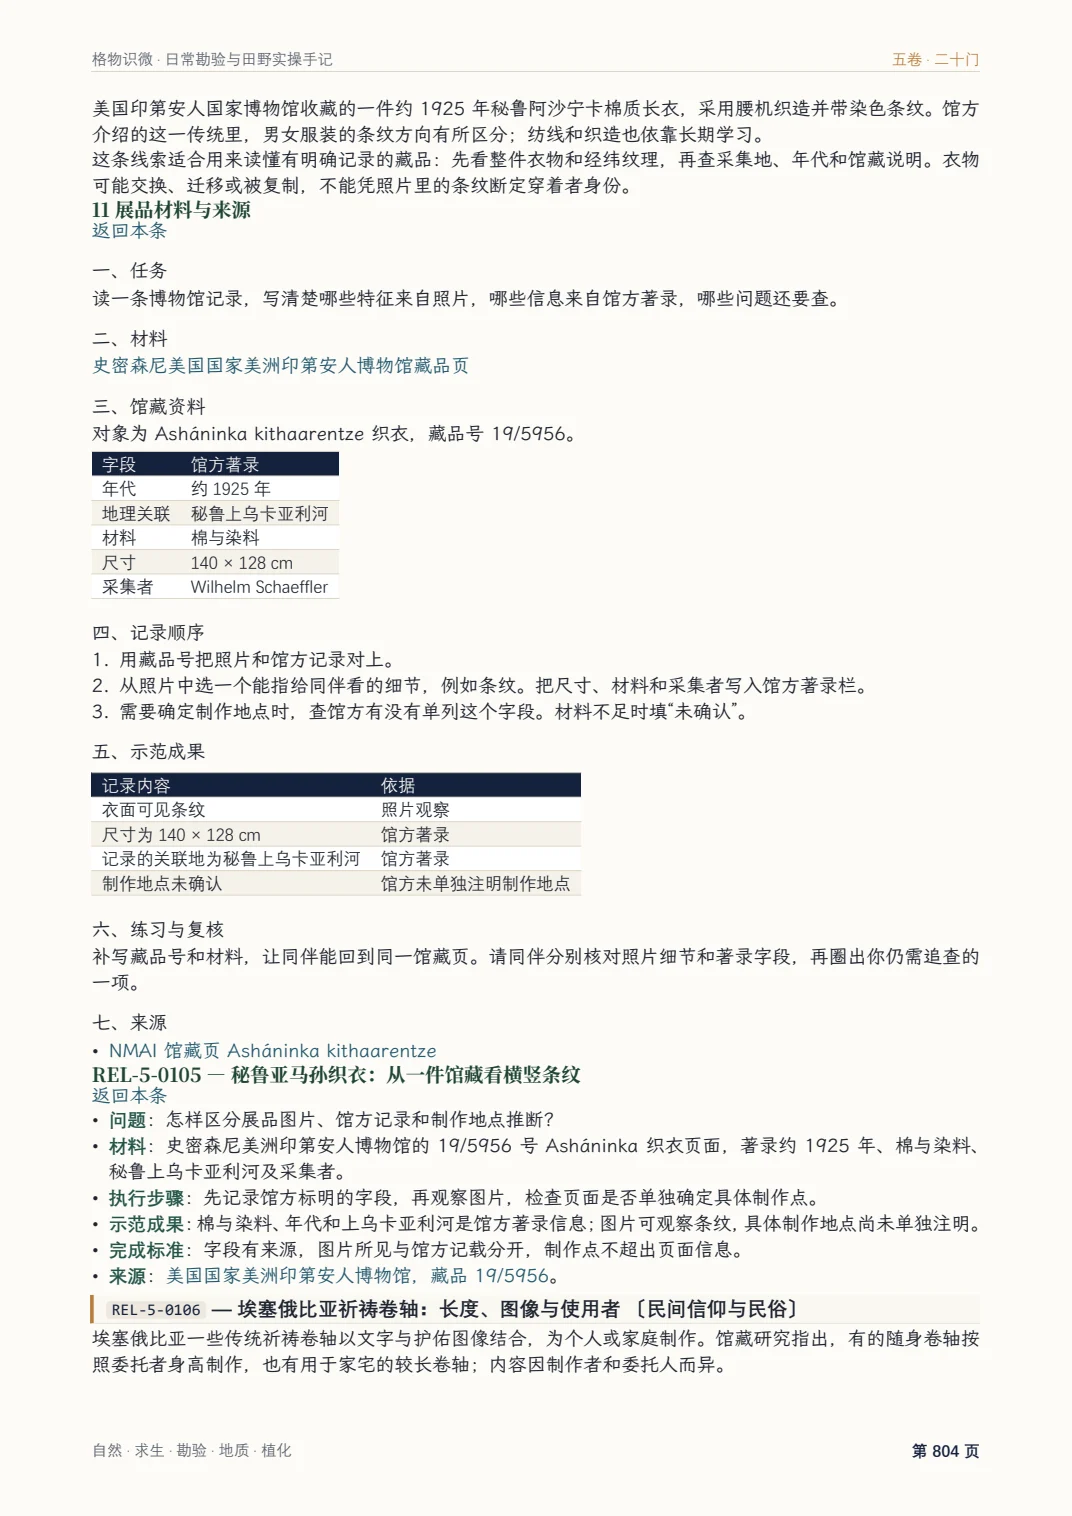 格物识微 · 日常勘验与田野实操手记
五卷 · 二十门
美国印第安人国家博物馆收藏的一件约 1925 年秘鲁阿沙宁卡棉质长衣，采用腰机织造并带染色条纹。馆方
介绍的这一传统里，男女服装的条纹方向有所区分；纺线和织造也依靠长期学习。
这条线索适合用来读懂有明确记录的藏品：先看整件衣物和经纬纹理，再查采集地、年代和馆藏说明。衣物
可能交换、迁移或被复制，不能凭照片里的条纹断定穿着者身份。
11 展品材料与来源
返回本条
一、任务
读一条博物馆记录，写清楚哪些特征来自照片，哪些信息来自馆方著录，哪些问题还要查。
二、材料
史密森尼美国国家美洲印第安人博物馆藏品页
三、馆藏资料
对象为 Asháninka kithaarentze 织衣，藏品号 19/5956。
字段 馆方著录
年代 约 1925 年
地理关联 秘鲁上乌卡亚利河
材料 棉与染料
尺寸 140 × 128 cm
采集者 Wilhelm Schaeffler
四、记录顺序
1. 用藏品号把照片和馆方记录对上。
2. 从照片中选一个能指给同伴看的细节，例如条纹。把尺寸、材料和采集者写入馆方著录栏。
3. 需要确定制作地点时，查馆方有没有单列这个字段。材料不足时填“未确认”。
五、示范成果
记录内容 依据
衣面可见条纹 照片观察
尺寸为 140 × 128 cm 馆方著录
记录的关联地为秘鲁上乌卡亚利河 馆方著录
制作地点未确认 馆方未单独注明制作地点
六、练习与复核
补写藏品号和材料，让同伴能回到同一馆藏页。请同伴分别核对照片细节和著录字段，再圈出你仍需追查的
一项。
七、来源
• NMAI 馆藏页 Asháninka kithaarentze
REL-5-0105 — 秘鲁亚马孙织衣：从一件馆藏看横竖条纹
返回本条
• 问题：怎样区分展品图片、馆方记录和制作地点推断？
• 材料：史密森尼美洲印第安人博物馆的 19/5956 号 Asháninka 织衣页面，著录约 1925 年、棉与染料、
秘鲁上乌卡亚利河及采集者。
• 执行步骤：先记录馆方标明的字段，再观察图片，检查页面是否单独确定具体制作点。
• 示范成果：棉与染料、年代和上乌卡亚利河是馆方著录信息；图片可观察条纹，具体制作地点尚未单独注明。
• 完成标准：字段有来源，图片所见与馆方记载分开，制作点不超出页面信息。
• 来源：美国国家美洲印第安人博物馆，藏品 19/5956。
REL-5-0106 — 埃塞俄比亚祈祷卷轴：长度、图像与使用者 〔民间信仰与民俗〕
埃塞俄比亚一些传统祈祷卷轴以文字与护佑图像结合，为个人或家庭制作。馆藏研究指出，有的随身卷轴按
照委托者身高制作，也有用于家宅的较长卷轴；内容因制作者和委托人而异。
自然 · 求生 · 勘验 · 地质 · 植化
第 804 页